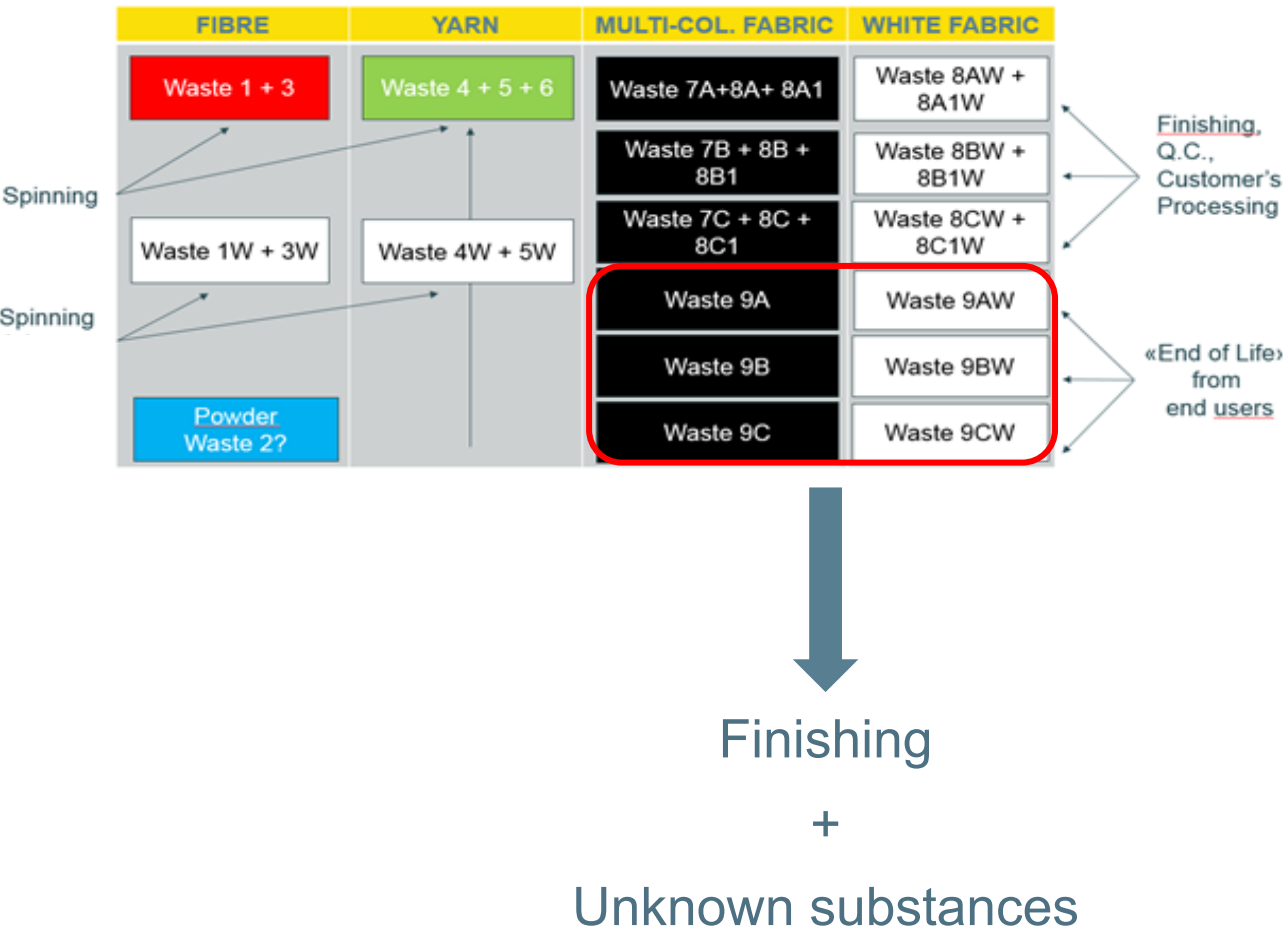 FIBRE
YARN
MULTI-COL. FABRIC
WHITE FABRIC
Waste 1 + 3
Waste 4 + 5 + 6
Waste 7A+8A+ 8A1
Waste 8AW +
8A1W
Waste 7B + 8B +
8B1
Waste 8BW +
8B1W
Waste 7C + 8C +
8C1
Waste 8CW +
8C1W
Finishing,
Q.C.,
Customer's
Processing
Spinning
Waste 1W + 3W
Waste 4W + 5W
Waste 9A
Waste 9AW
Spinning
Waste 9B
Waste 9BW
«End of Life›
from
end users
Powder
Waste 2?
Waste 9C
Waste 9CW
Finishing
+
Unknown substances